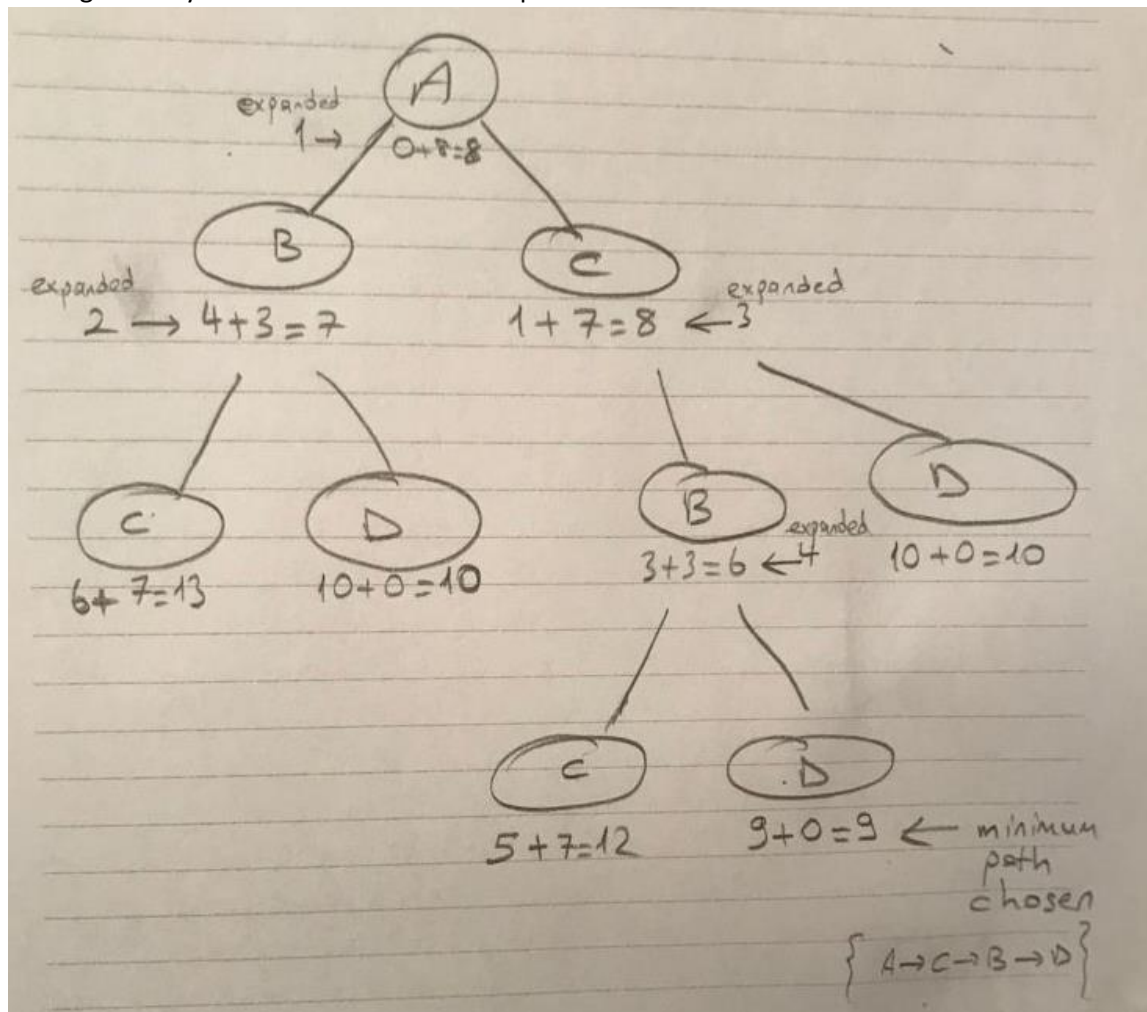 A
expanded
1 →
0+8=8
B
C
expanded
2 → 4+3=7
expanded
1+7=8 ← 3
C
D
B
D
6+7=13
10+0=10
expanded
3+3=6 ← 4
10+0=10
C
D
5+7=12
9+0=9 ← minimum
path
chosen
{ A→C→B→D }